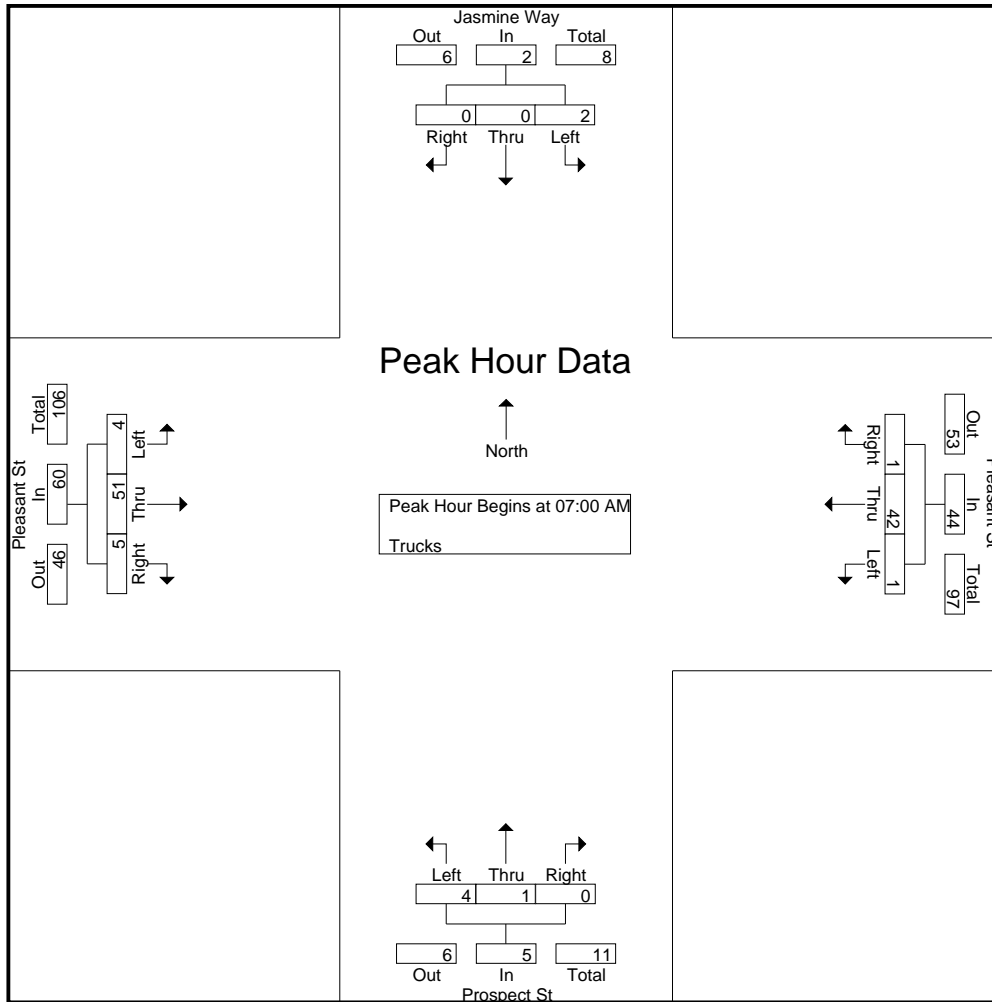 Jasmine Way
Out In Total
6 2 8
0 0 2
Right Thru Left
Peak Hour Data
North
Peak Hour Begins at 07:00 AM
Trucks
Pleasant St
Out In Total
46 60 106
5 51 4
Right Thru Left
Pleasant St
Out In Total
53 44 97
1 42 1
Right Thru Left
Left Thru Right
4 1 0
6 5 11
Out In Total
Prospect St